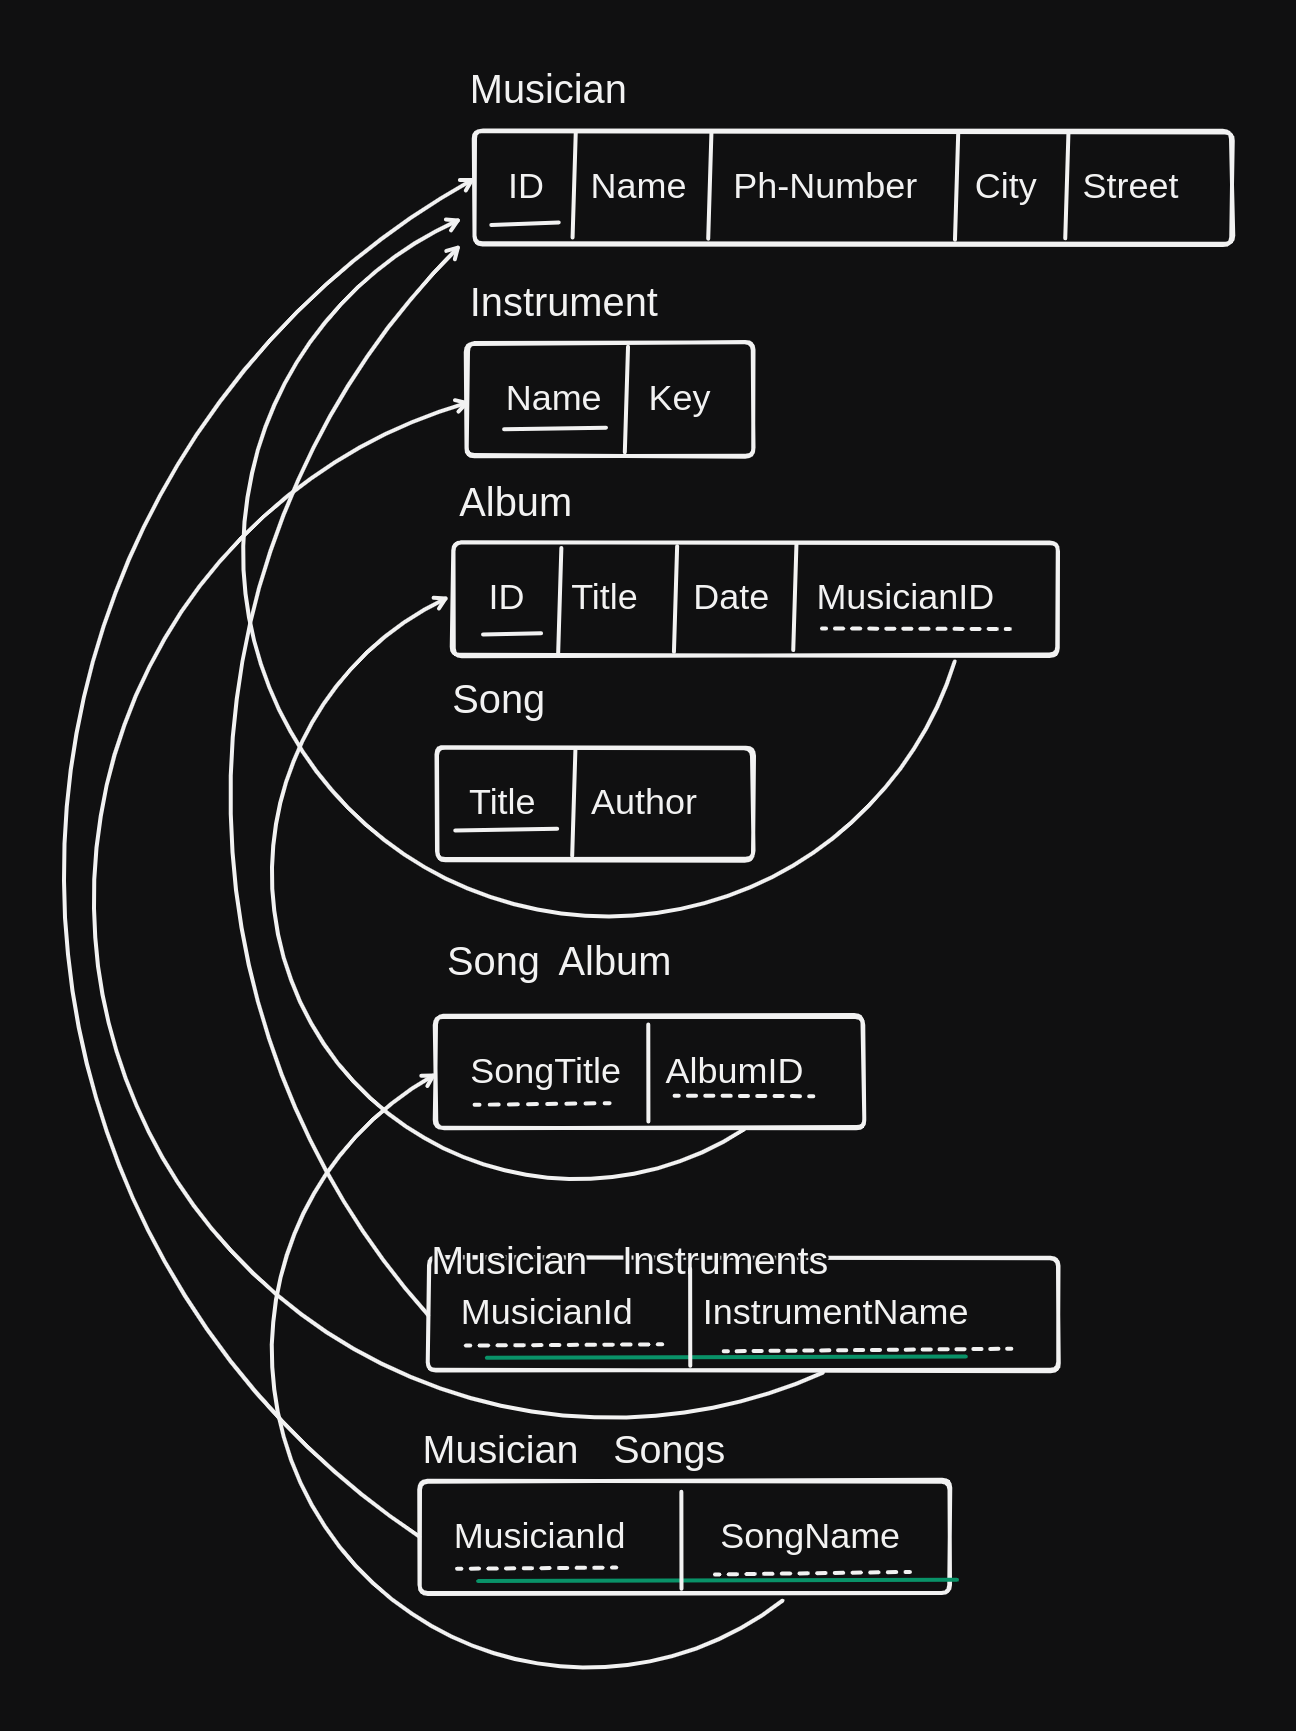 Musician
ID Name Ph-Number City Street
Instrument
Name Key
Album
ID Title Date MusicianID
Song
Title Author
Song Album
SongTitle AlbumID
Musician Instruments
MusicianId InstrumentName
Musician Songs
MusicianId SongName